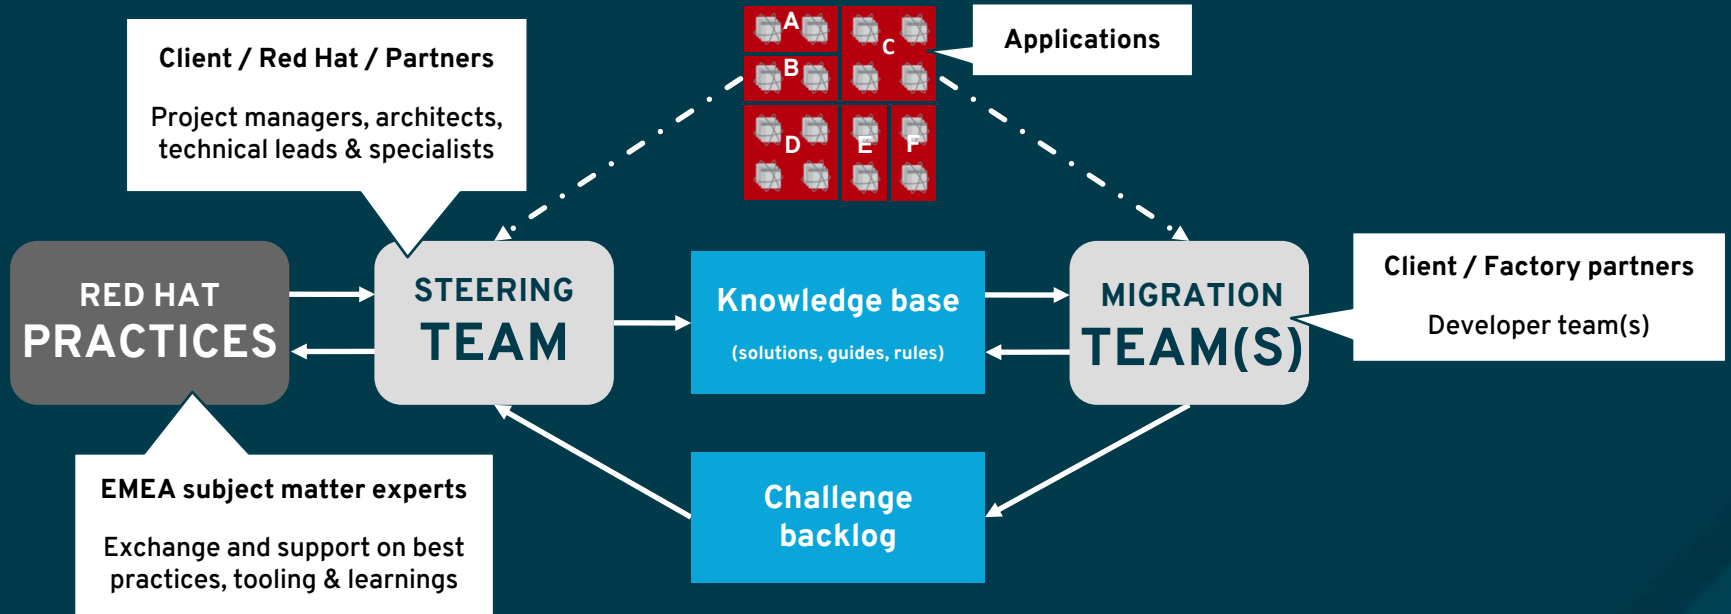 Client / Red Hat / Partners
Project managers, architects,
technical leads & specialists
A
B
C
D
E
F
Applications
RED HAT
PRACTICES
STEERING
TEAM
Knowledge base
(solutions, guides, rules)
MIGRATION
TEAM(S)
Client / Factory partners
Developer team(s)
EMEA subject matter experts
Exchange and support on best
practices, tooling & learnings
Challenge
backlog